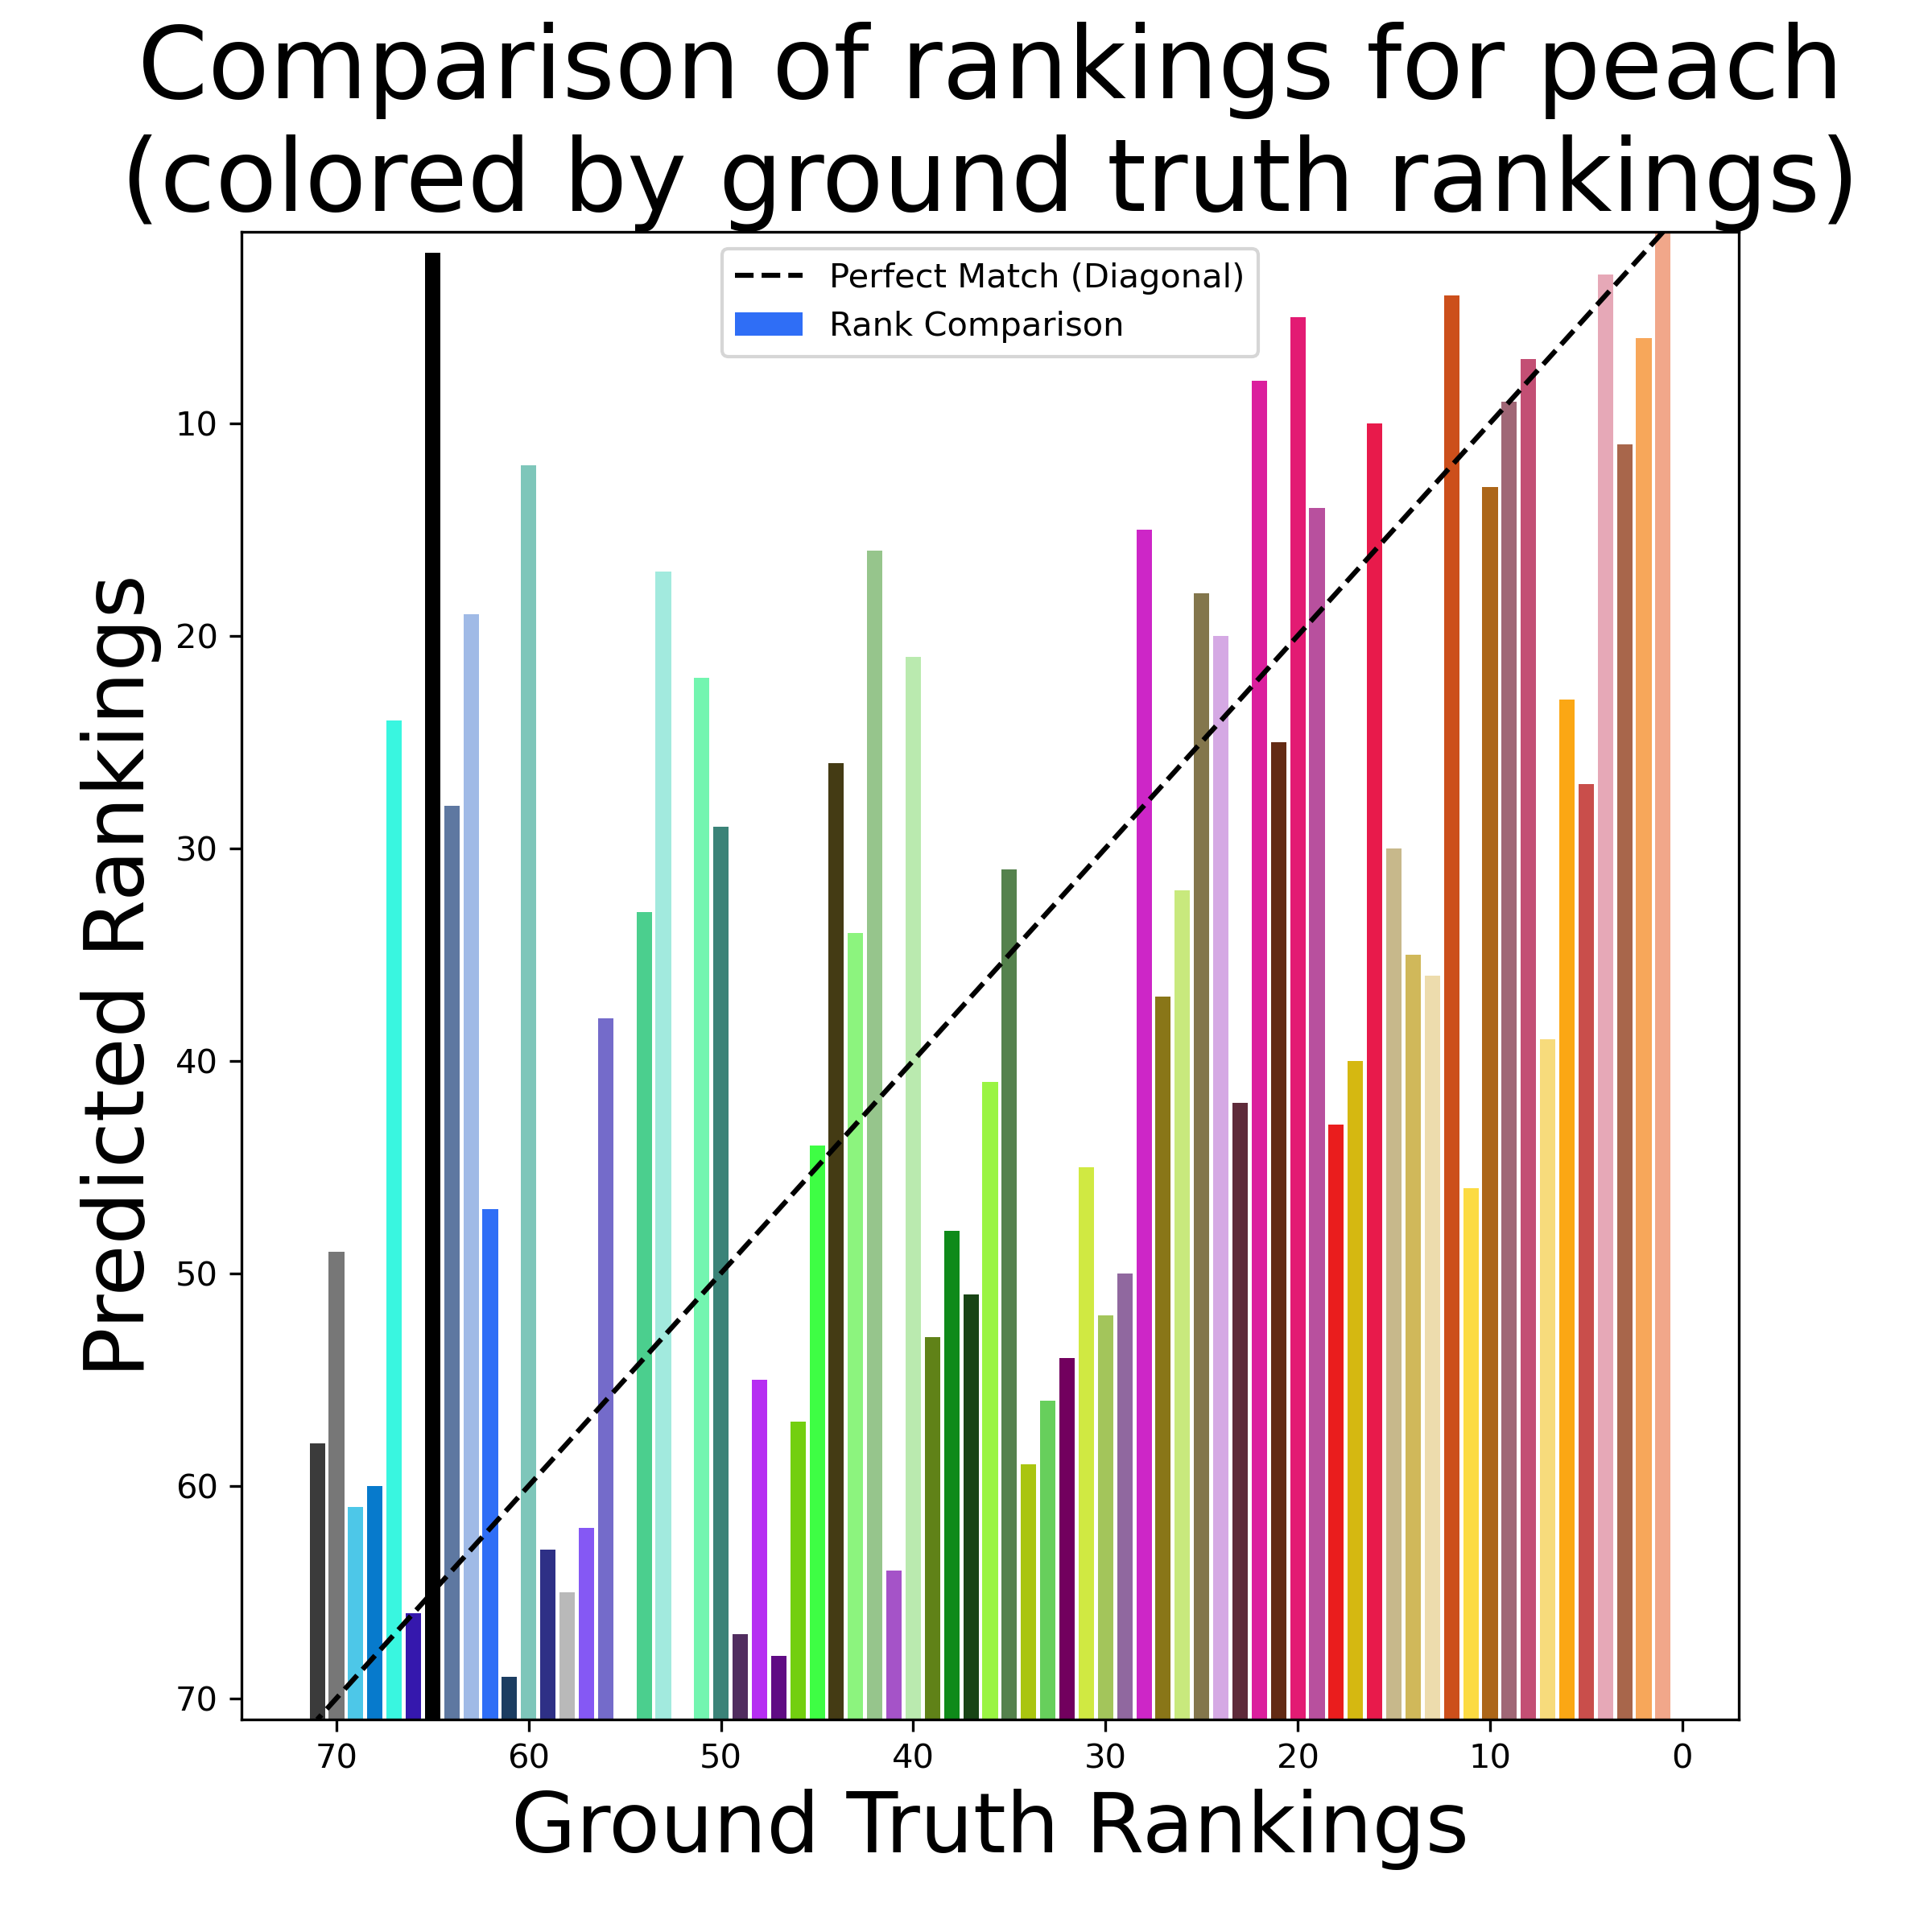 Comparison of rankings for peach
(colored by ground truth rankings)
Perfect Match (Diagonal)
Rank Comparison
Predicted Rankings
10
20
30
40
50
60
70
70
60
50
40
30
20
10
0
Ground Truth Rankings